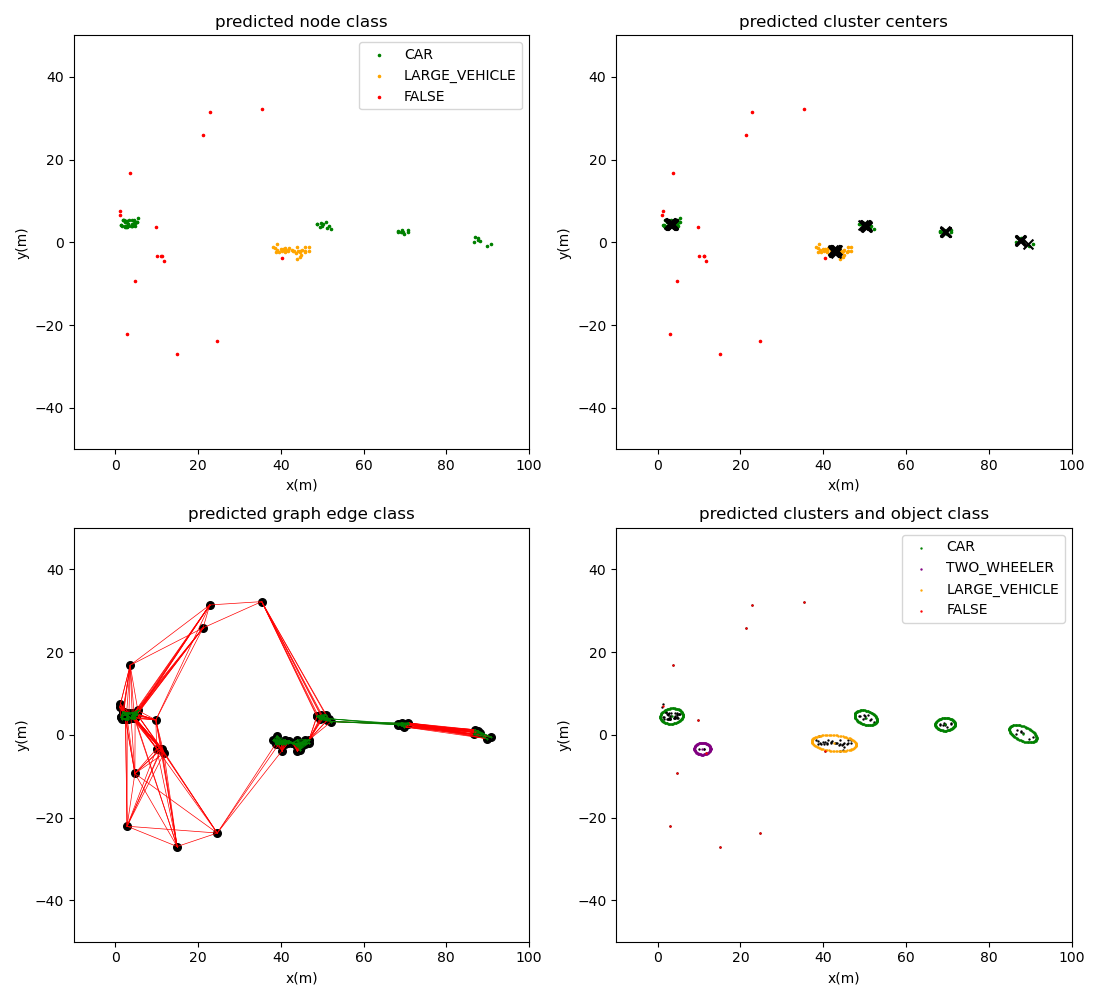 predicted node class
CAR
LARGE_VEHICLE
FALSE
y(m)
40
20
0
−20
−40
0 20 40 60 80 100
x(m)
predicted cluster centers
y(m)
40
20
0
−20
−40
0 20 40 60 80 100
x(m)
predicted graph edge class
y(m)
40
20
0
−20
−40
0 20 40 60 80 100
x(m)
predicted clusters and object class
CAR
TWO_WHEELER
LARGE_VEHICLE
FALSE
y(m)
40
20
0
−20
−40
0 20 40 60 80 100
x(m)